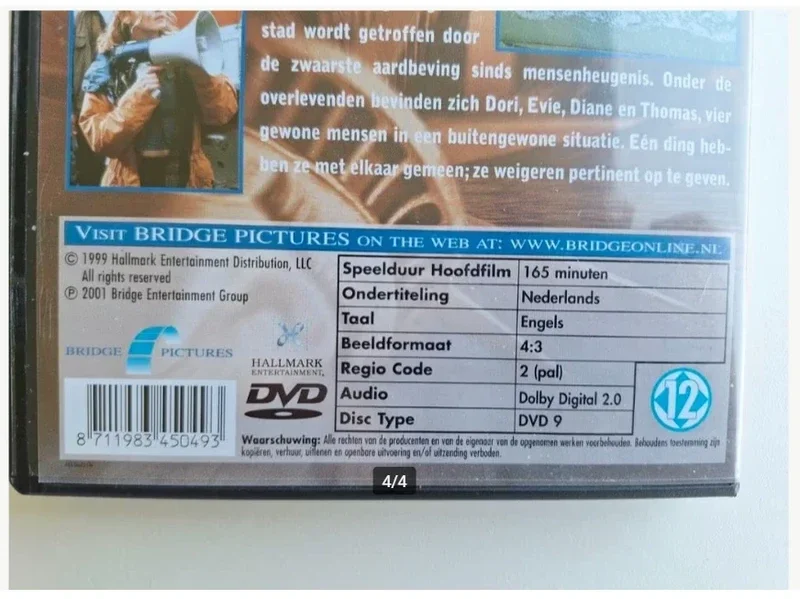 stad wordt getroffen door
de zwaarste aardbeving sinds mensenheugenis. Onder de
overlevenden bevinden zich Dori, Evie, Diane en Thomas, vier
gewone mensen in een buitengewone situatie. Eén ding heb-
ben ze met elkaar gemeen; ze weigeren pertinent op te geven.
VISIT BRIDGE PICTURES ON THE WEB AT: WWW.BRIDGEONLINE.NL
© 1999 Hallmark Entertainment Distribution, LLC
All rights reserved
℗ 2001 Bridge Entertainment Group
BRIDGE PICTURES
HALLMARK
ENTERTAINMENT.
DVD
8 711983 450493
Speelduur Hoofdfilm 165 minuten
Ondertiteling Nederlands
Taal Engels
Beeldformaat 4:3
Regio Code 2 (pal)
Audio Dolby Digital 2.0
Disc Type DVD 9
12
Waarschuwing: Alle rechten van de producenten en van de eigenaar van de opgenomen werken voorbehouden. Behoudens toestemming zijn
kopiëren, verhuur, uitlenen en openbare uitvoering en/of uitzending verboden.
4/4